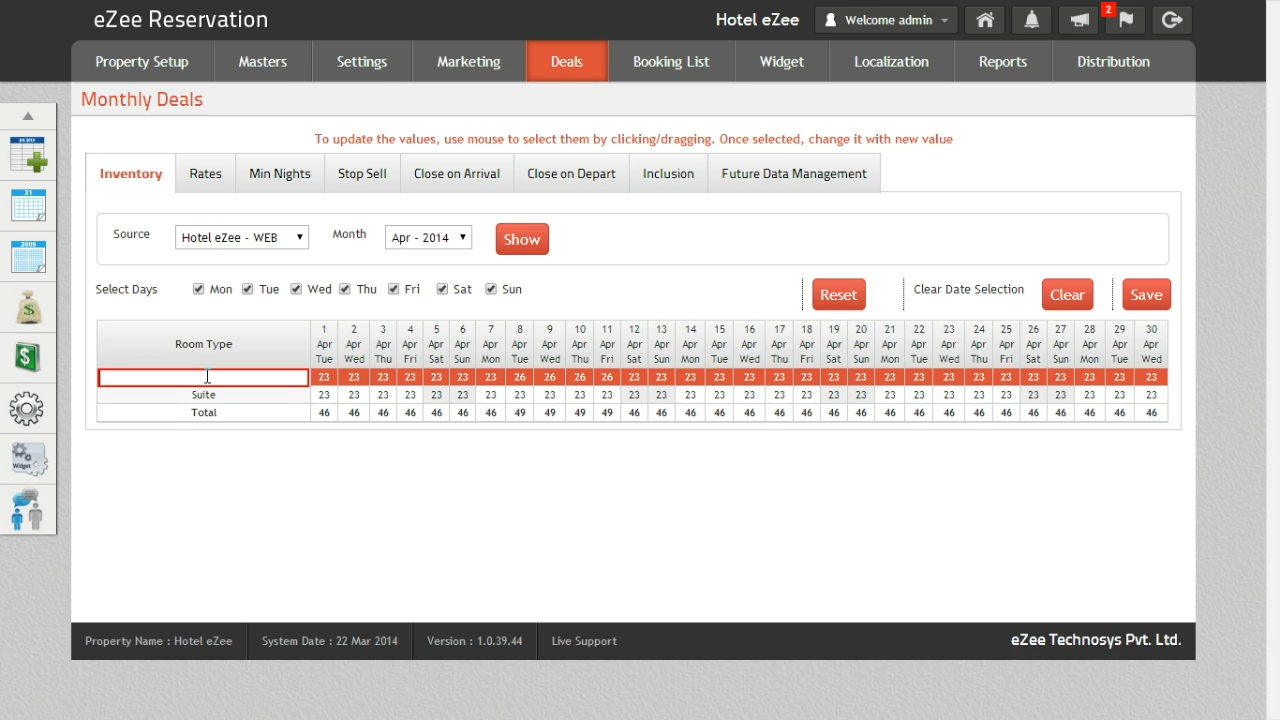 eZee Reservation
Hotel eZee
Welcome admin
2
Property Setup Masters Settings Marketing Deals Booking List Widget Localization Reports Distribution
Monthly Deals
To update the values, use mouse to select them by clicking/dragging. Once selected, change it with new value
Inventory Rates Min Nights Stop Sell Close on Arrival Close on Depart Inclusion Future Data Management
Source Hotel eZee - WEB Month Apr - 2014 Show
Select Days Mon Tue Wed Thu Fri Sat Sun Reset Clear Date Selection Clear Save
1 2 3 4 5 6 7 8 9 10 11 12 13 14 15 16 17 18 19 20 21 22 23 24 25 26 27 28 29 30
Room Type Apr Apr Apr Apr Apr Apr Apr Apr Apr Apr Apr Apr Apr Apr Apr Apr Apr Apr Apr Apr Apr Apr Apr Apr Apr Apr Apr Apr Apr Apr
Tue Wed Thu Fri Sat Sun Mon Tue Wed Thu Fri Sat Sun Mon Tue Wed Thu Fri Sat Sun Mon Tue Wed Thu Fri Sat Sun Mon Tue Wed
23 23 23 23 23 23 23 26 26 26 26 23 23 23 23 23 23 23 23 23 23 23 23 23 23 23 23 23 23 23
Suite 23 23 23 23 23 23 23 23 23 23 23 23 23 23 23 23 23 23 23 23 23 23 23 23 23 23 23 23 23 23
Total 46 46 46 46 46 46 46 49 49 49 49 46 46 46 46 46 46 46 46 46 46 46 46 46 46 46 46 46 46 46
Property Name : Hotel eZee System Date : 22 Mar 2014 Version : 1.0.39.44 Live Support eZee Technosys Pvt. Ltd.